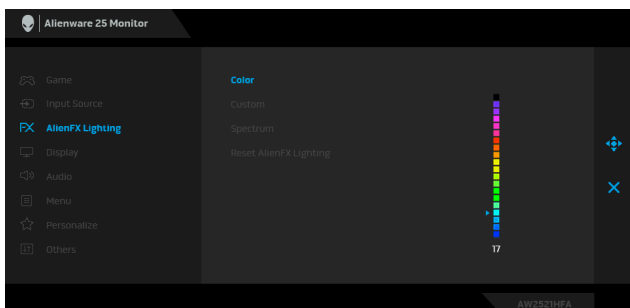 Alienware 25 Monitor
Game
Input Source
FX AlienFX Lighting
Display
Audio
Menu
Personalize
Others
Color
Custom
Spectrum
Reset AlienFX Lighting
17
AW2521HFA